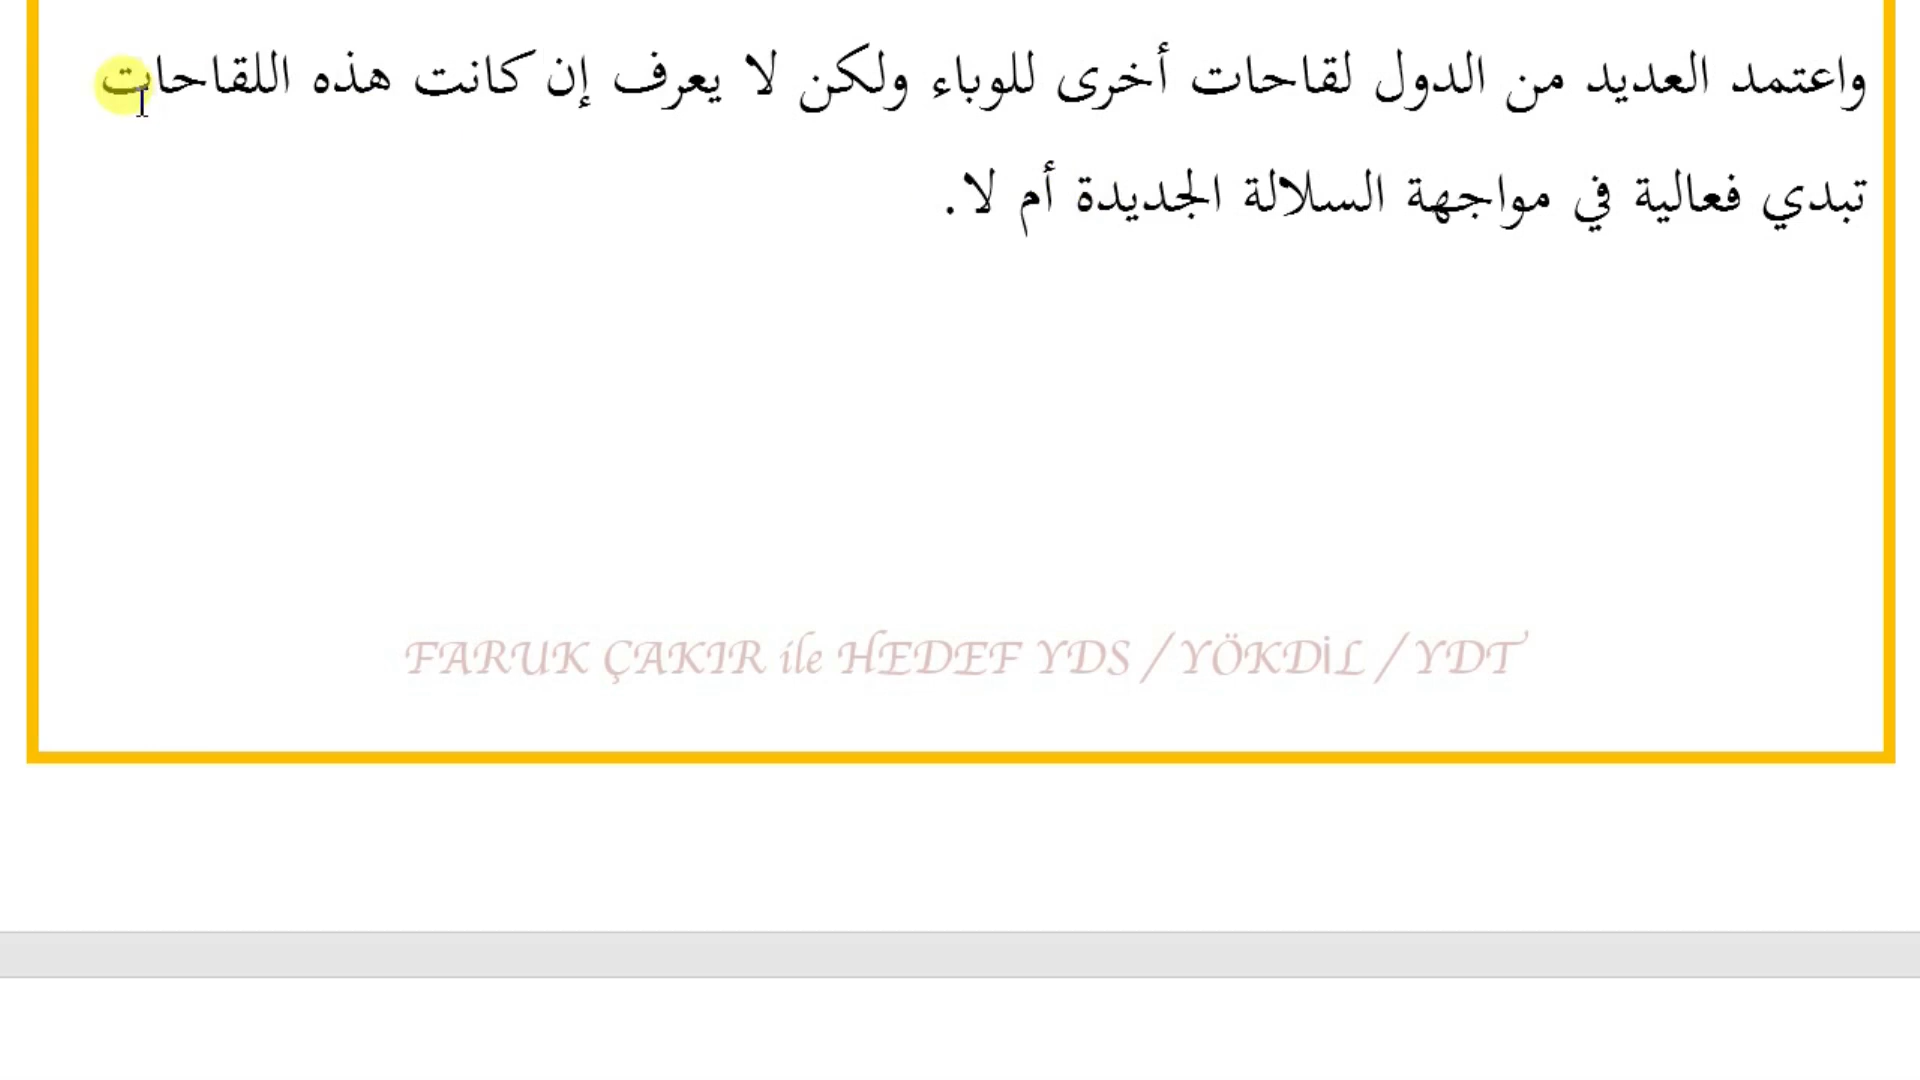 واعتمد العديد من الدول لقاحات أخرى للوباء ولكن لا يعرف إن كانت هذه اللقاحات
تبدي فعالية في مواجهة السلالة الجديدة أم لا.
FARUK ÇAKIR ile HEDEF YDS / YÖKDİL / YDT